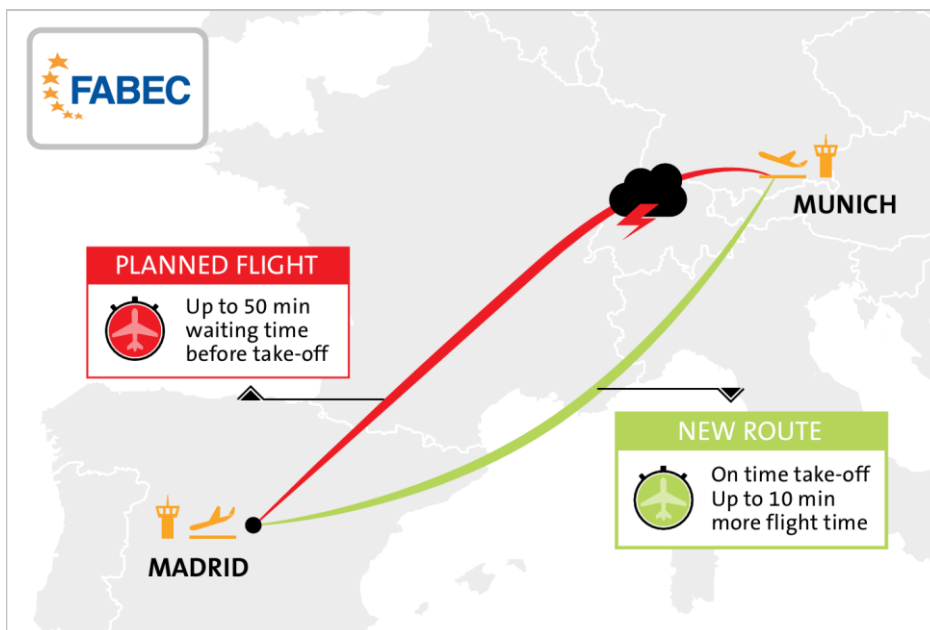 FABEC
MUNICH
PLANNED FLIGHT
Up to 50 min
waiting time
before take-off
NEW ROUTE
On time take-off
Up to 10 min
more flight time
MADRID